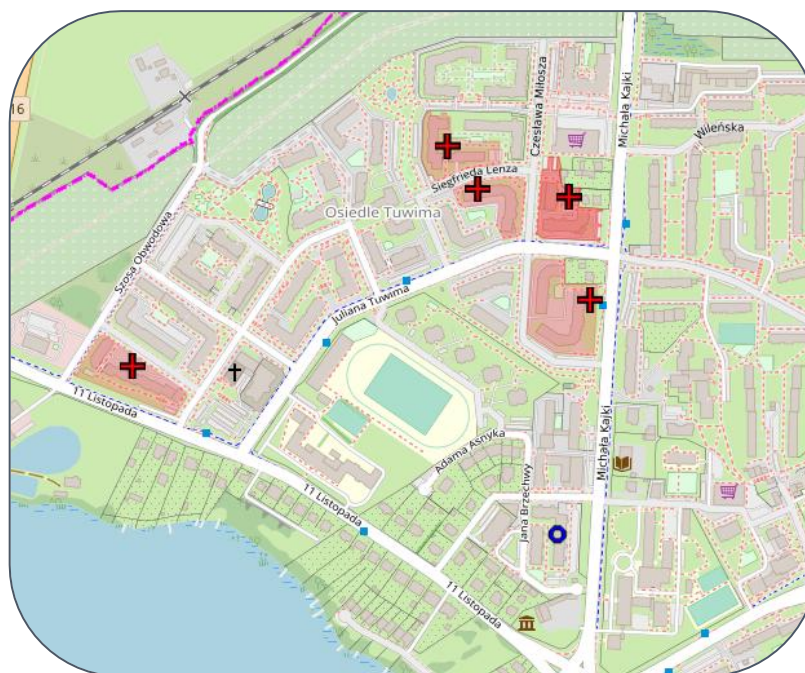 16
Czesława Miłosza
Michała Kajki
Wileńska
Siegfrieda Lenza
Osiedle Tuwima
Szosa Obwodowa
Juliana Tuwima
11 Listopada
Michała Kajki
Adama Asnyka
Jana Brzechwy
11 Listopada
11 Listopada